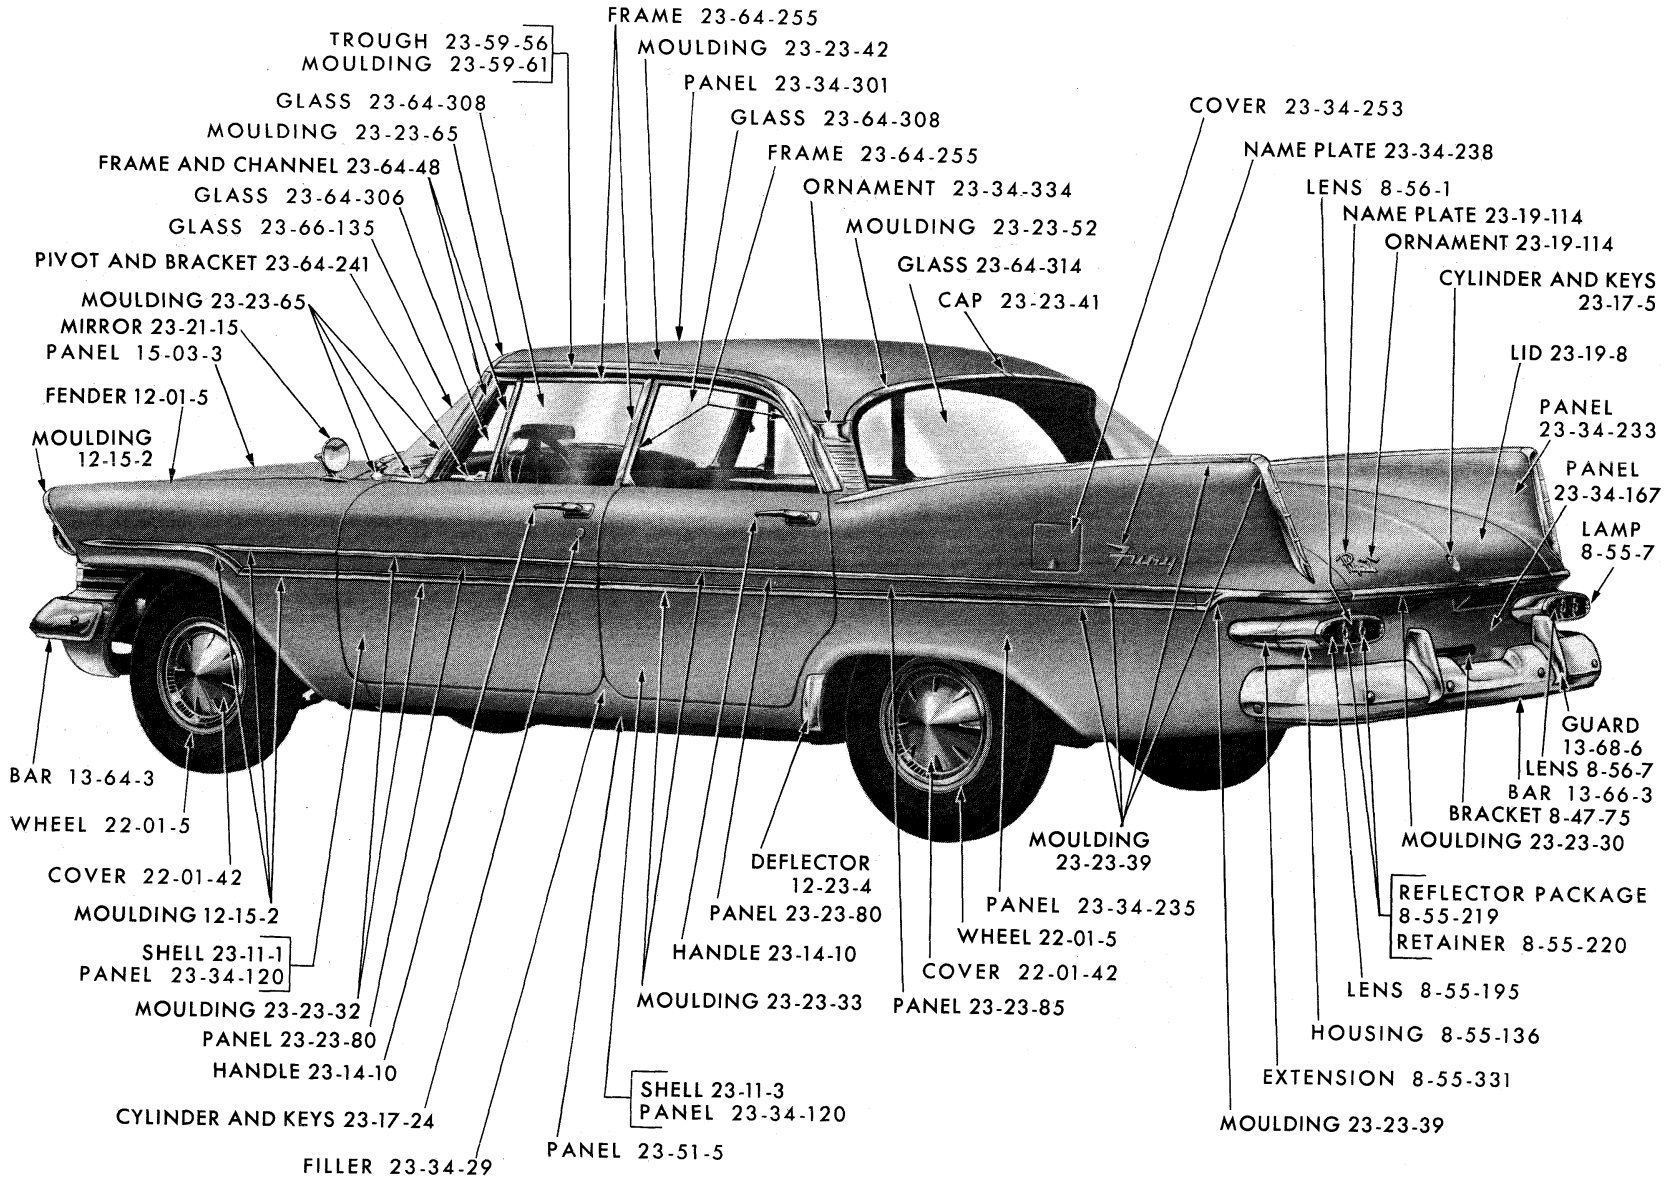 FRAME 23-64-255
TROUGH 23-59-56
MOULDING 23-59-61
MOULDING 23-23-42
PANEL 23-34-301
GLASS 23-64-308
GLASS 23-64-308
MOULDING 23-23-65
FRAME 23-64-255
FRAME AND CHANNEL 23-64-48
ORNAMENT 23-34-334
GLASS 23-64-306
MOULDING 23-23-52
GLASS 23-66-135
GLASS 23-64-314
PIVOT AND BRACKET 23-64-241
CAP 23-23-41
MOULDING 23-23-65
MIRROR 23-21-15
PANEL 15-03-3
FENDER 12-01-5
MOULDING
12-15-2
COVER 23-34-253
NAME PLATE 23-34-238
LENS 8-56-1
NAME PLATE 23-19-114
ORNAMENT 23-19-114
CYLINDER AND KEYS
23-17-5
LID 23-19-8
PANEL
23-34-233
PANEL
23-34-167
LAMP
8-55-7
Fury
GUARD
13-68-6
LENS 8-56-7
BAR 13-66-3
BRACKET 8-47-75
MOULDING 23-23-30
BAR 13-64-3
WHEEL 22-01-5
COVER 22-01-42
MOULDING 12-15-2
SHELL 23-11-1
PANEL 23-34-120
MOULDING 23-23-32
PANEL 23-23-80
HANDLE 23-14-10
CYLINDER AND KEYS 23-17-24
FILLER 23-34-29
PANEL 23-51-5
SHELL 23-11-3
PANEL 23-34-120
MOULDING 23-23-33
HANDLE 23-14-10
PANEL 23-23-80
DEFLECTOR
12-23-4
PANEL 23-23-85
COVER 22-01-42
WHEEL 22-01-5
PANEL 23-34-235
MOULDING
23-23-39
REFLECTOR PACKAGE
8-55-219
RETAINER 8-55-220
LENS 8-55-195
HOUSING 8-55-136
EXTENSION 8-55-331
MOULDING 23-23-39